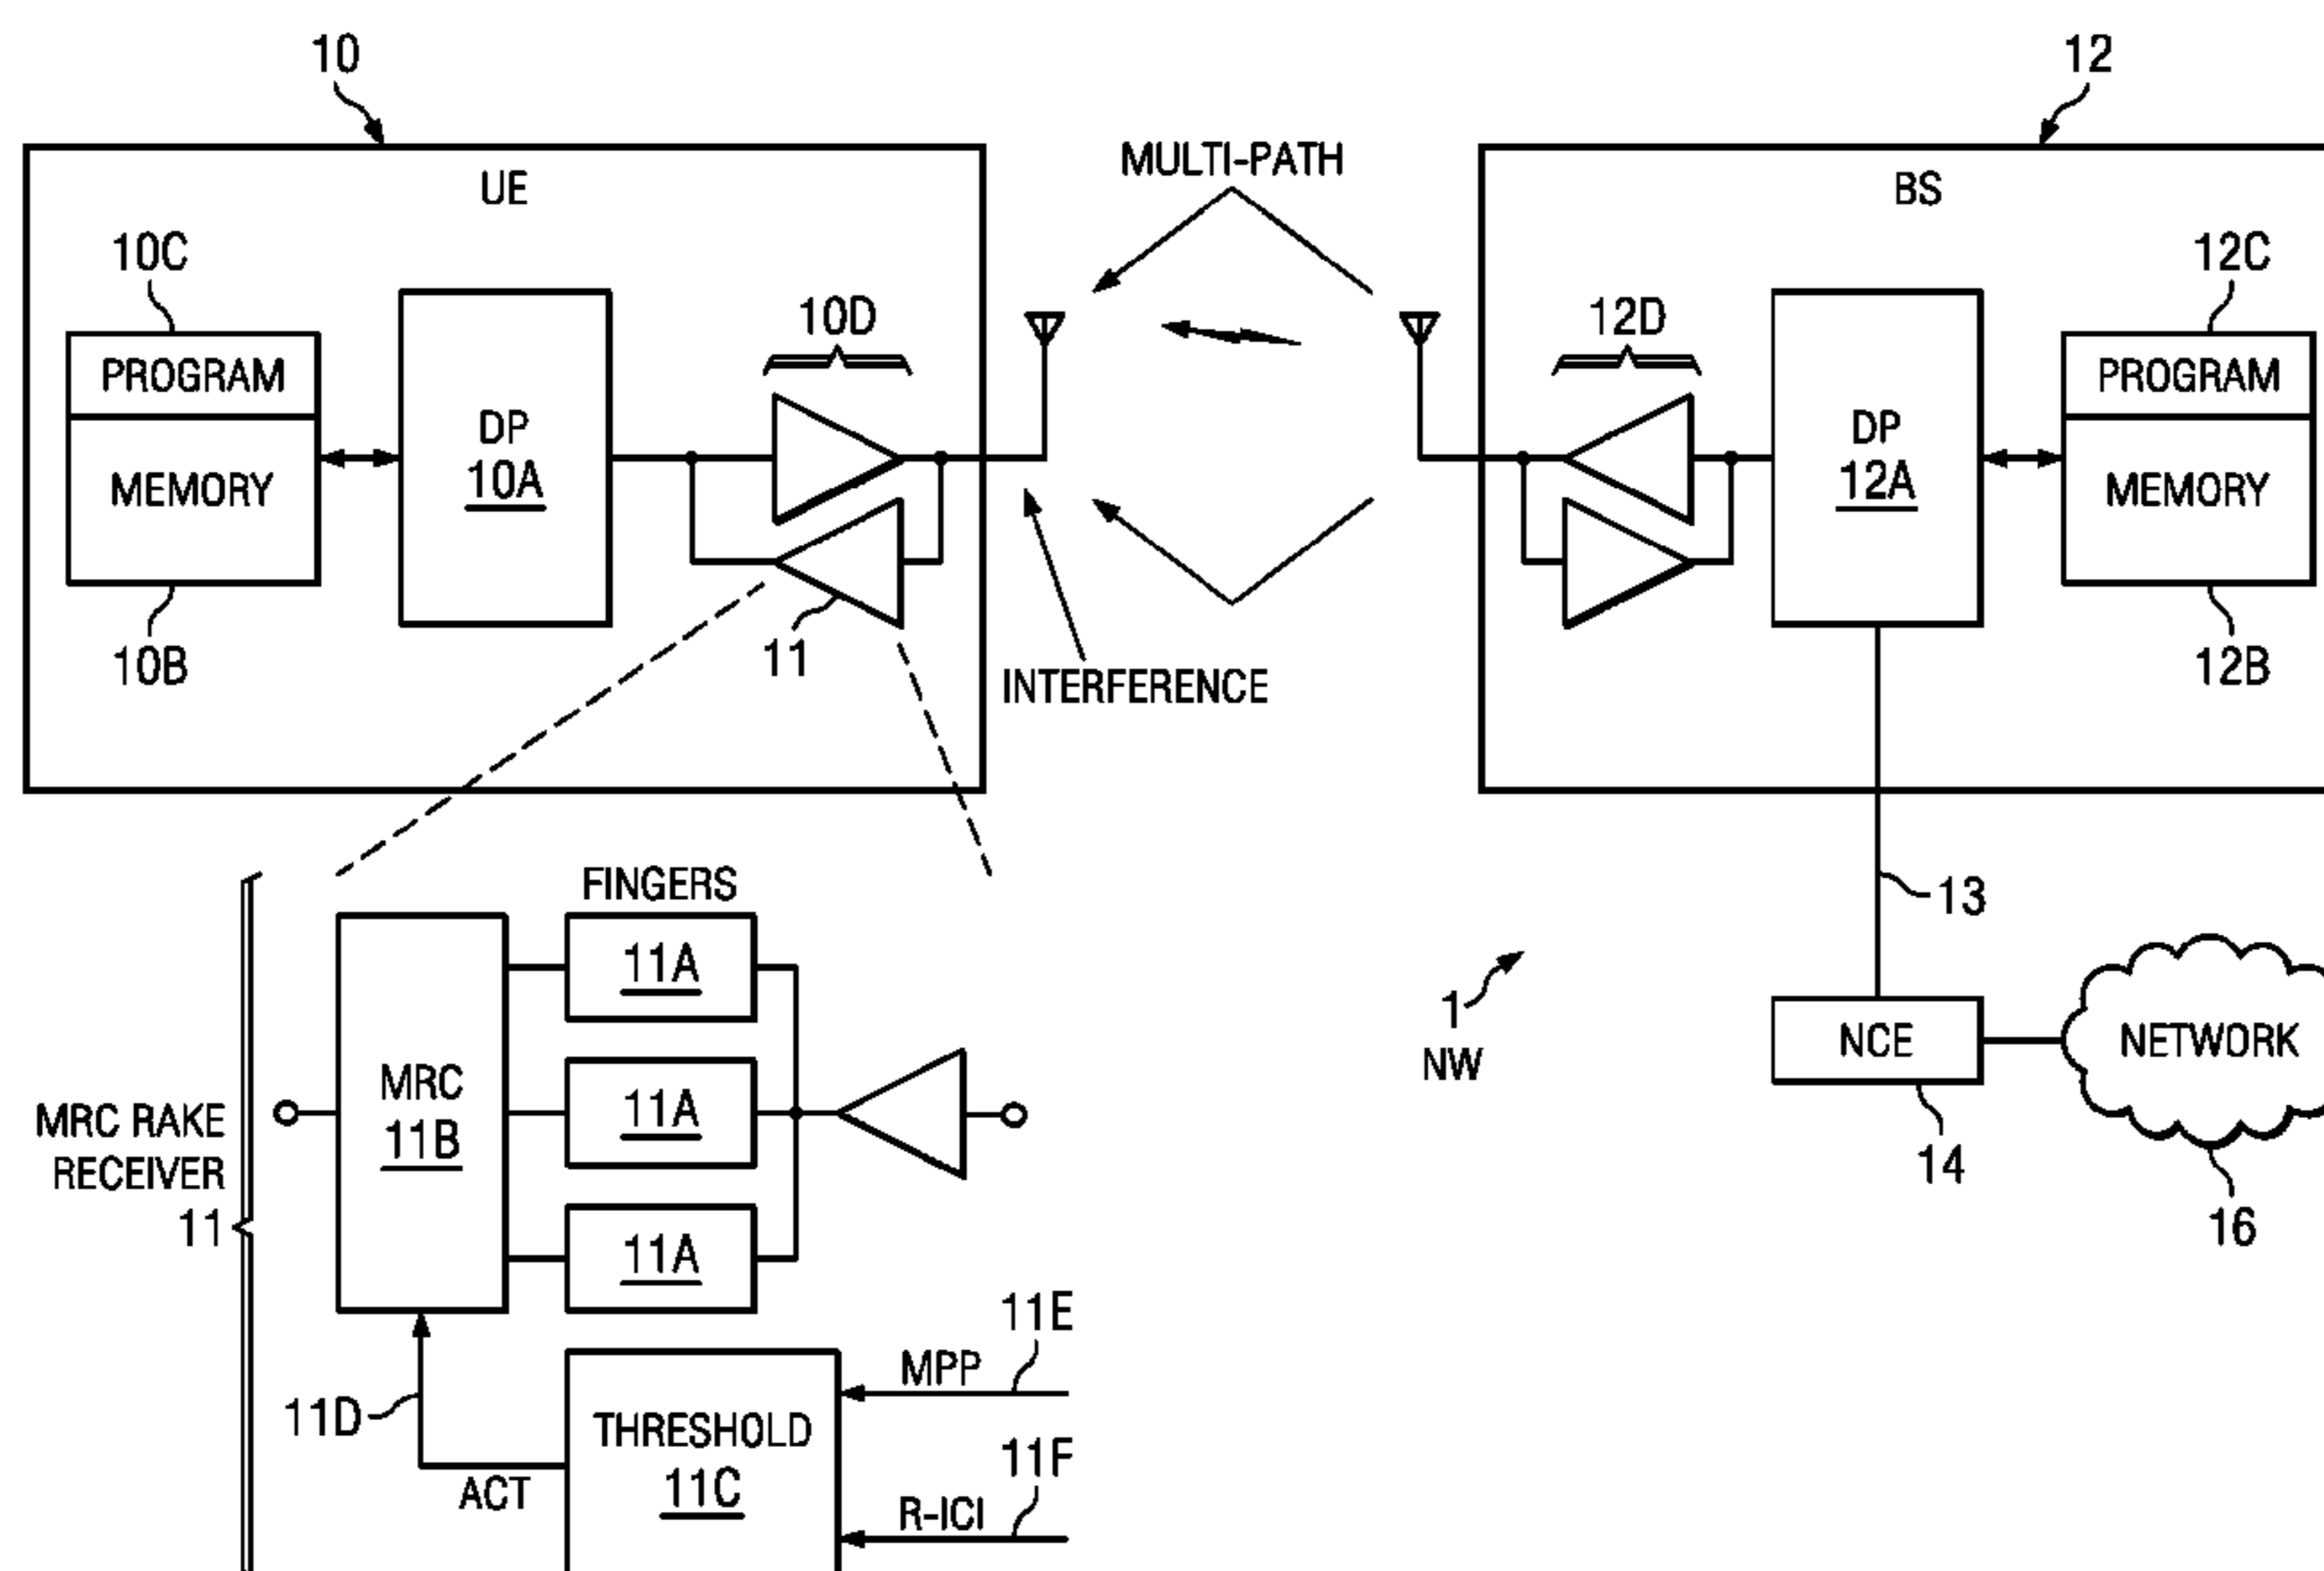 10
12
MULTI-PATH
UE
BS
10C
12C
10D
12D
PROGRAM
PROGRAM
DP
10A
DP
12A
MEMORY
MEMORY
11
10B
INTERFERENCE
12B
FINGERS
13
11A
1
NW
NCE
NETWORK
MRC
11B
11A
MRC RAKE
RECEIVER
11
14
16
11A
11E
MPP
11D
THRESHOLD
11C
11F
ACT
R-ICI